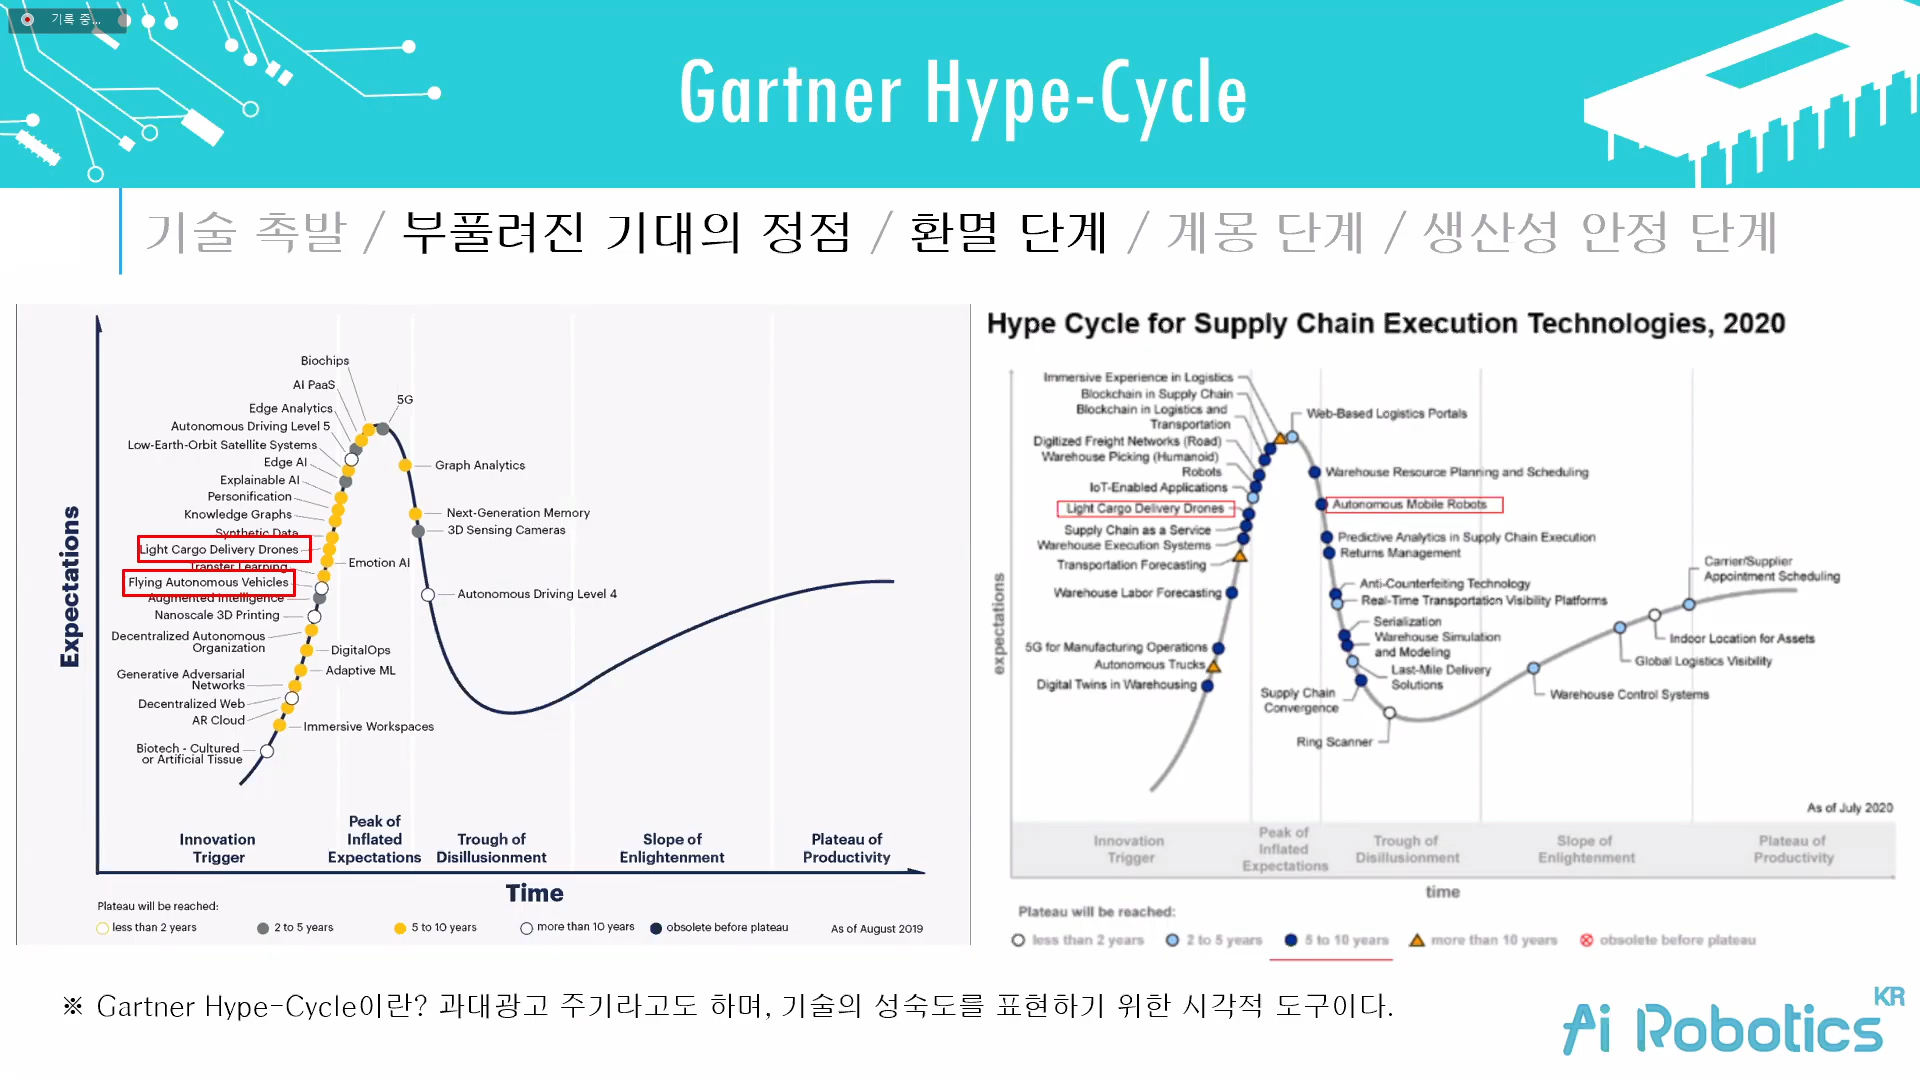 기록 중...
Gartner Hype-Cycle
기술 촉발 / 부풀려진 기대의 정점 / 환멸 단계 / 계몽 단계 / 생산성 안정 단계
Biochips
AI PaaS
5G
Edge Analytics
Autonomous Driving Level 5
Low-Earth-Orbit Satellite Systems
Edge AI
Graph Analytics
Explainable AI
Personification
Knowledge Graphs
Next-Generation Memory
Synthetic Data
3D Sensing Cameras
Light Cargo Delivery Drones
Transfer Learning
Emotion AI
Flying Autonomous Vehicles
Augmented Intelligence
Autonomous Driving Level 4
Nanoscale 3D Printing
Decentralized Autonomous
Organization
DigitalOps
Generative Adversarial
Networks
Adaptive ML
Decentralized Web
AR Cloud
Immersive Workspaces
Biotech - Cultured
or Artificial Tissue
Expectations
Innovation
Trigger
Peak of
Inflated
Expectations
Trough of
Disillusionment
Slope of
Enlightenment
Plateau of
Productivity
Time
Plateau will be reached:
less than 2 years
2 to 5 years
5 to 10 years
more than 10 years
obsolete before plateau
As of August 2019
Hype Cycle for Supply Chain Execution Technologies, 2020
Immersive Experience in Logistics
Blockchain in Supply Chain
Blockchain in Logistics and
Transportation
Web-Based Logistics Portals
Digitized Freight Networks (Road)
Warehouse Picking (Humanoid)
Robots
Warehouse Resource Planning and Scheduling
IoT-Enabled Applications
Light Cargo Delivery Drones
Autonomous Mobile Robots
Supply Chain as a Service
Warehouse Execution Systems
Predictive Analytics in Supply Chain Execution
Returns Management
Transportation Forecasting
Warehouse Labor Forecasting
Anti-Counterfeiting Technology
Real-Time Transportation Visibility Platforms
Carrier/Supplier
Appointment Scheduling
Serialization
Warehouse Simulation
and Modeling
5G for Manufacturing Operations
Autonomous Trucks
Digital Twins in Warehousing
Last-Mile Delivery
Solutions
Supply Chain
Convergence
Ring Scanner
Indoor Location for Assets
Global Logistics Visibility
Warehouse Control Systems
expectations
As of July 2020
Innovation
Trigger
Peak of
Inflated
Expectations
Trough of
Disillusionment
Slope of
Enlightenment
Plateau of
Productivity
time
Plateau will be reached:
less than 2 years
2 to 5 years
5 to 10 years
more than 10 years
obsolete before plateau
※ Gartner Hype-Cycle이란? 과대광고 주기라고도 하며, 기술의 성숙도를 표현하기 위한 시각적 도구이다.
Ai Robotics KR